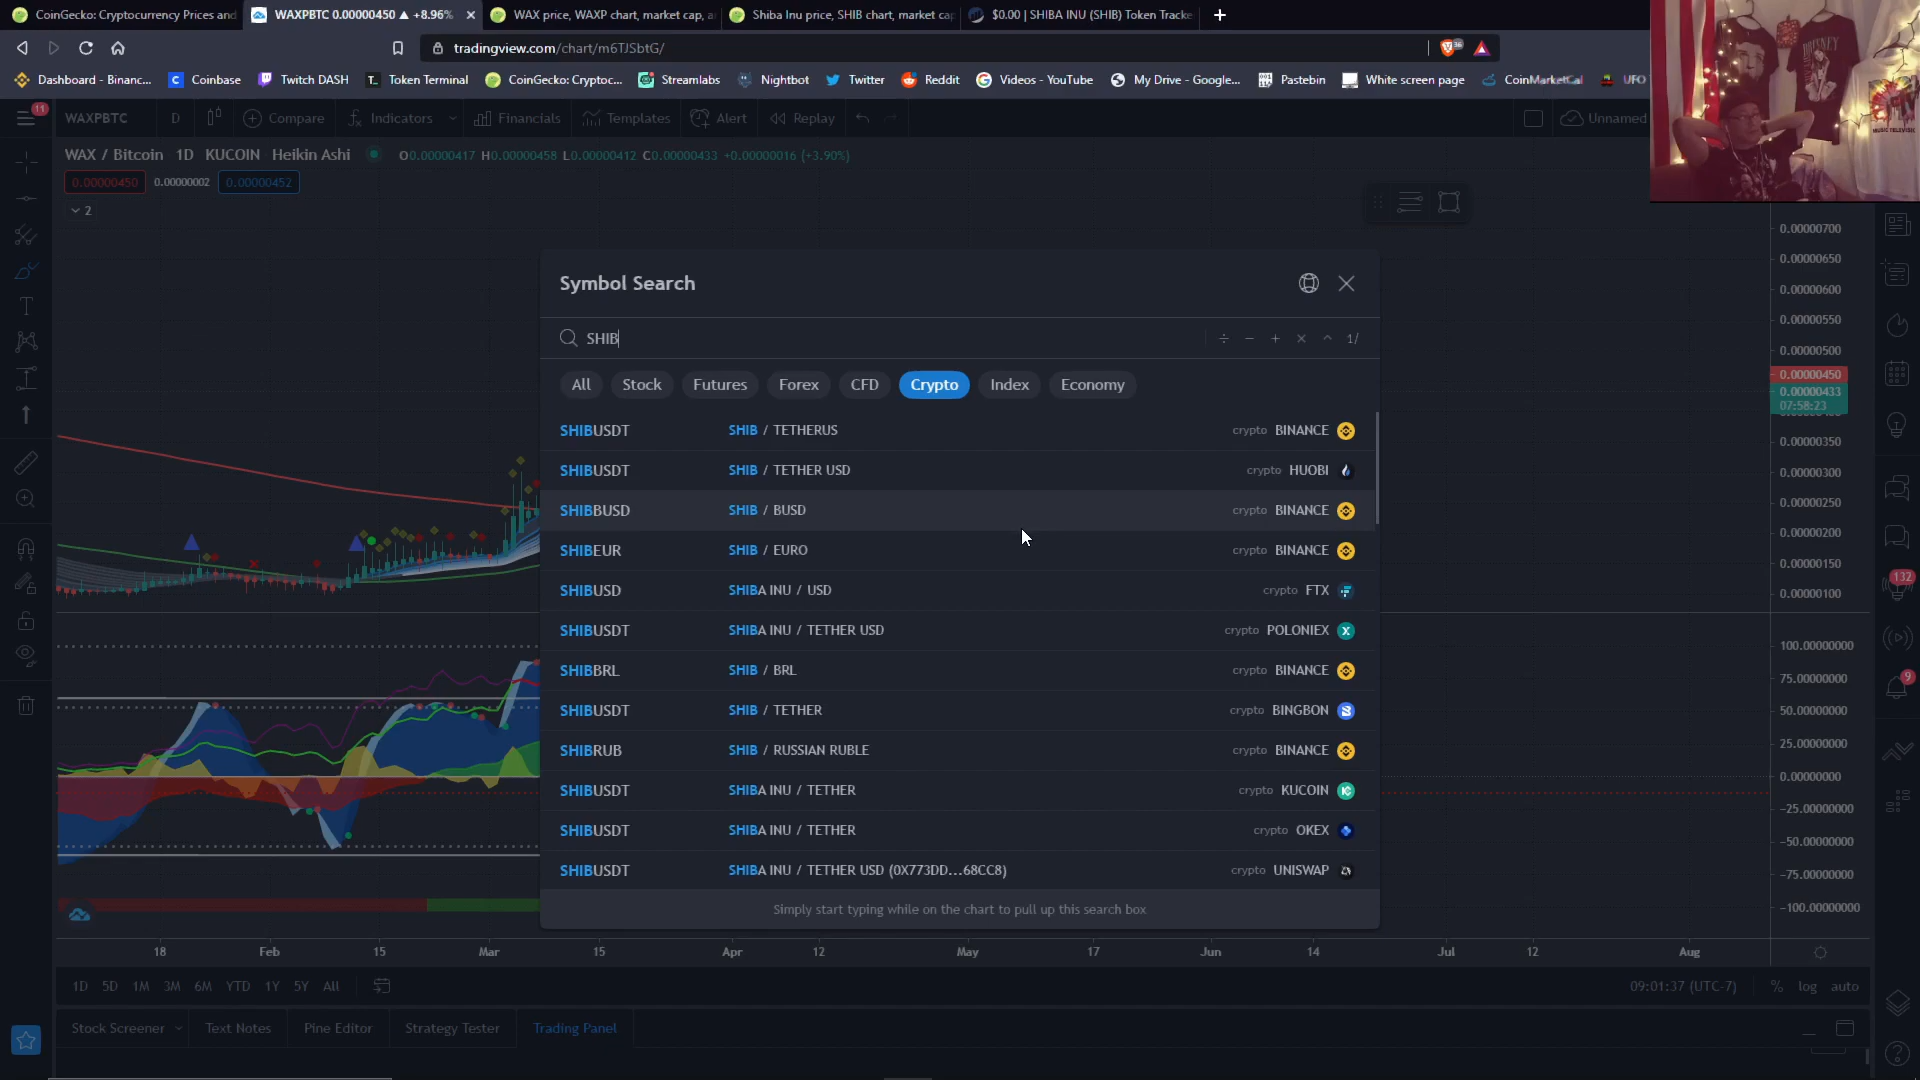 CoinGecko: Cryptocurrency Prices and
WAXPBTC 0.00000450 ▲ +8.96%
WAX price, WAXP chart, market cap, a
Shiba Inu price, SHIB chart, market cap
$0.00 | SHIBA INU (SHIB) Token Tracke
tradingview.com/chart/m6TJSbtG/
Dashboard - Binanc...
Coinbase
Twitch DASH
Token Terminal
CoinGecko: Cryptoc...
Streamlabs
Nightbot
Twitter
Reddit
Videos - YouTube
My Drive - Google...
Pastebin
White screen page
CoinMarketCal
UFO
11
WAXPBTC
D
Compare
Indicators
Financials
Templates
Alert
Replay
Unnamed
WAX / Bitcoin 1D KUCOIN Heikin Ashi
O0.00000417 H0.00000458 L0.00000412 C0.00000433 +0.00000016 (+3.90%)
0.00000450 0.00000002 0.00000452
2
Symbol Search
SHIB
÷ − + × ^ 1/
All Stock Futures Forex CFD Crypto Index Economy
SHIBUSDT SHIB / TETHERUS crypto BINANCE
SHIBUSDT SHIB / TETHER USD crypto HUOBI
SHIBBUSD SHIB / BUSD crypto BINANCE
SHIBEUR SHIB / EURO crypto BINANCE
SHIBUSD SHIBA INU / USD crypto FTX
SHIBUSDT SHIBA INU / TETHER USD crypto POLONIEX
SHIBBRL SHIB / BRL crypto BINANCE
SHIBUSDT SHIB / TETHER crypto BINGBON
SHIBRUB SHIB / RUSSIAN RUBLE crypto BINANCE
SHIBUSDT SHIBA INU / TETHER crypto KUCOIN
SHIBUSDT SHIBA INU / TETHER crypto OKEX
SHIBUSDT SHIBA INU / TETHER USD (0X773DD...68CC8) crypto UNISWAP
Simply start typing while on the chart to pull up this search box
0.00000700
0.00000650
0.00000600
0.00000550
0.00000500
0.00000450
0.00000433
07:58:23
0.00000350
0.00000300
0.00000250
0.00000200
0.00000150
0.00000100
100.00000000
75.00000000
50.00000000
25.00000000
0.00000000
-25.00000000
-50.00000000
-75.00000000
-100.00000000
132
9
18 Feb 15 Mar 15 Apr 12 May 17 Jun 14 Jul 12 Aug
1D 5D 1M 3M 6M YTD 1Y 5Y All
09:01:37 (UTC-7) % log auto
Stock Screener Text Notes Pine Editor Strategy Tester Trading Panel